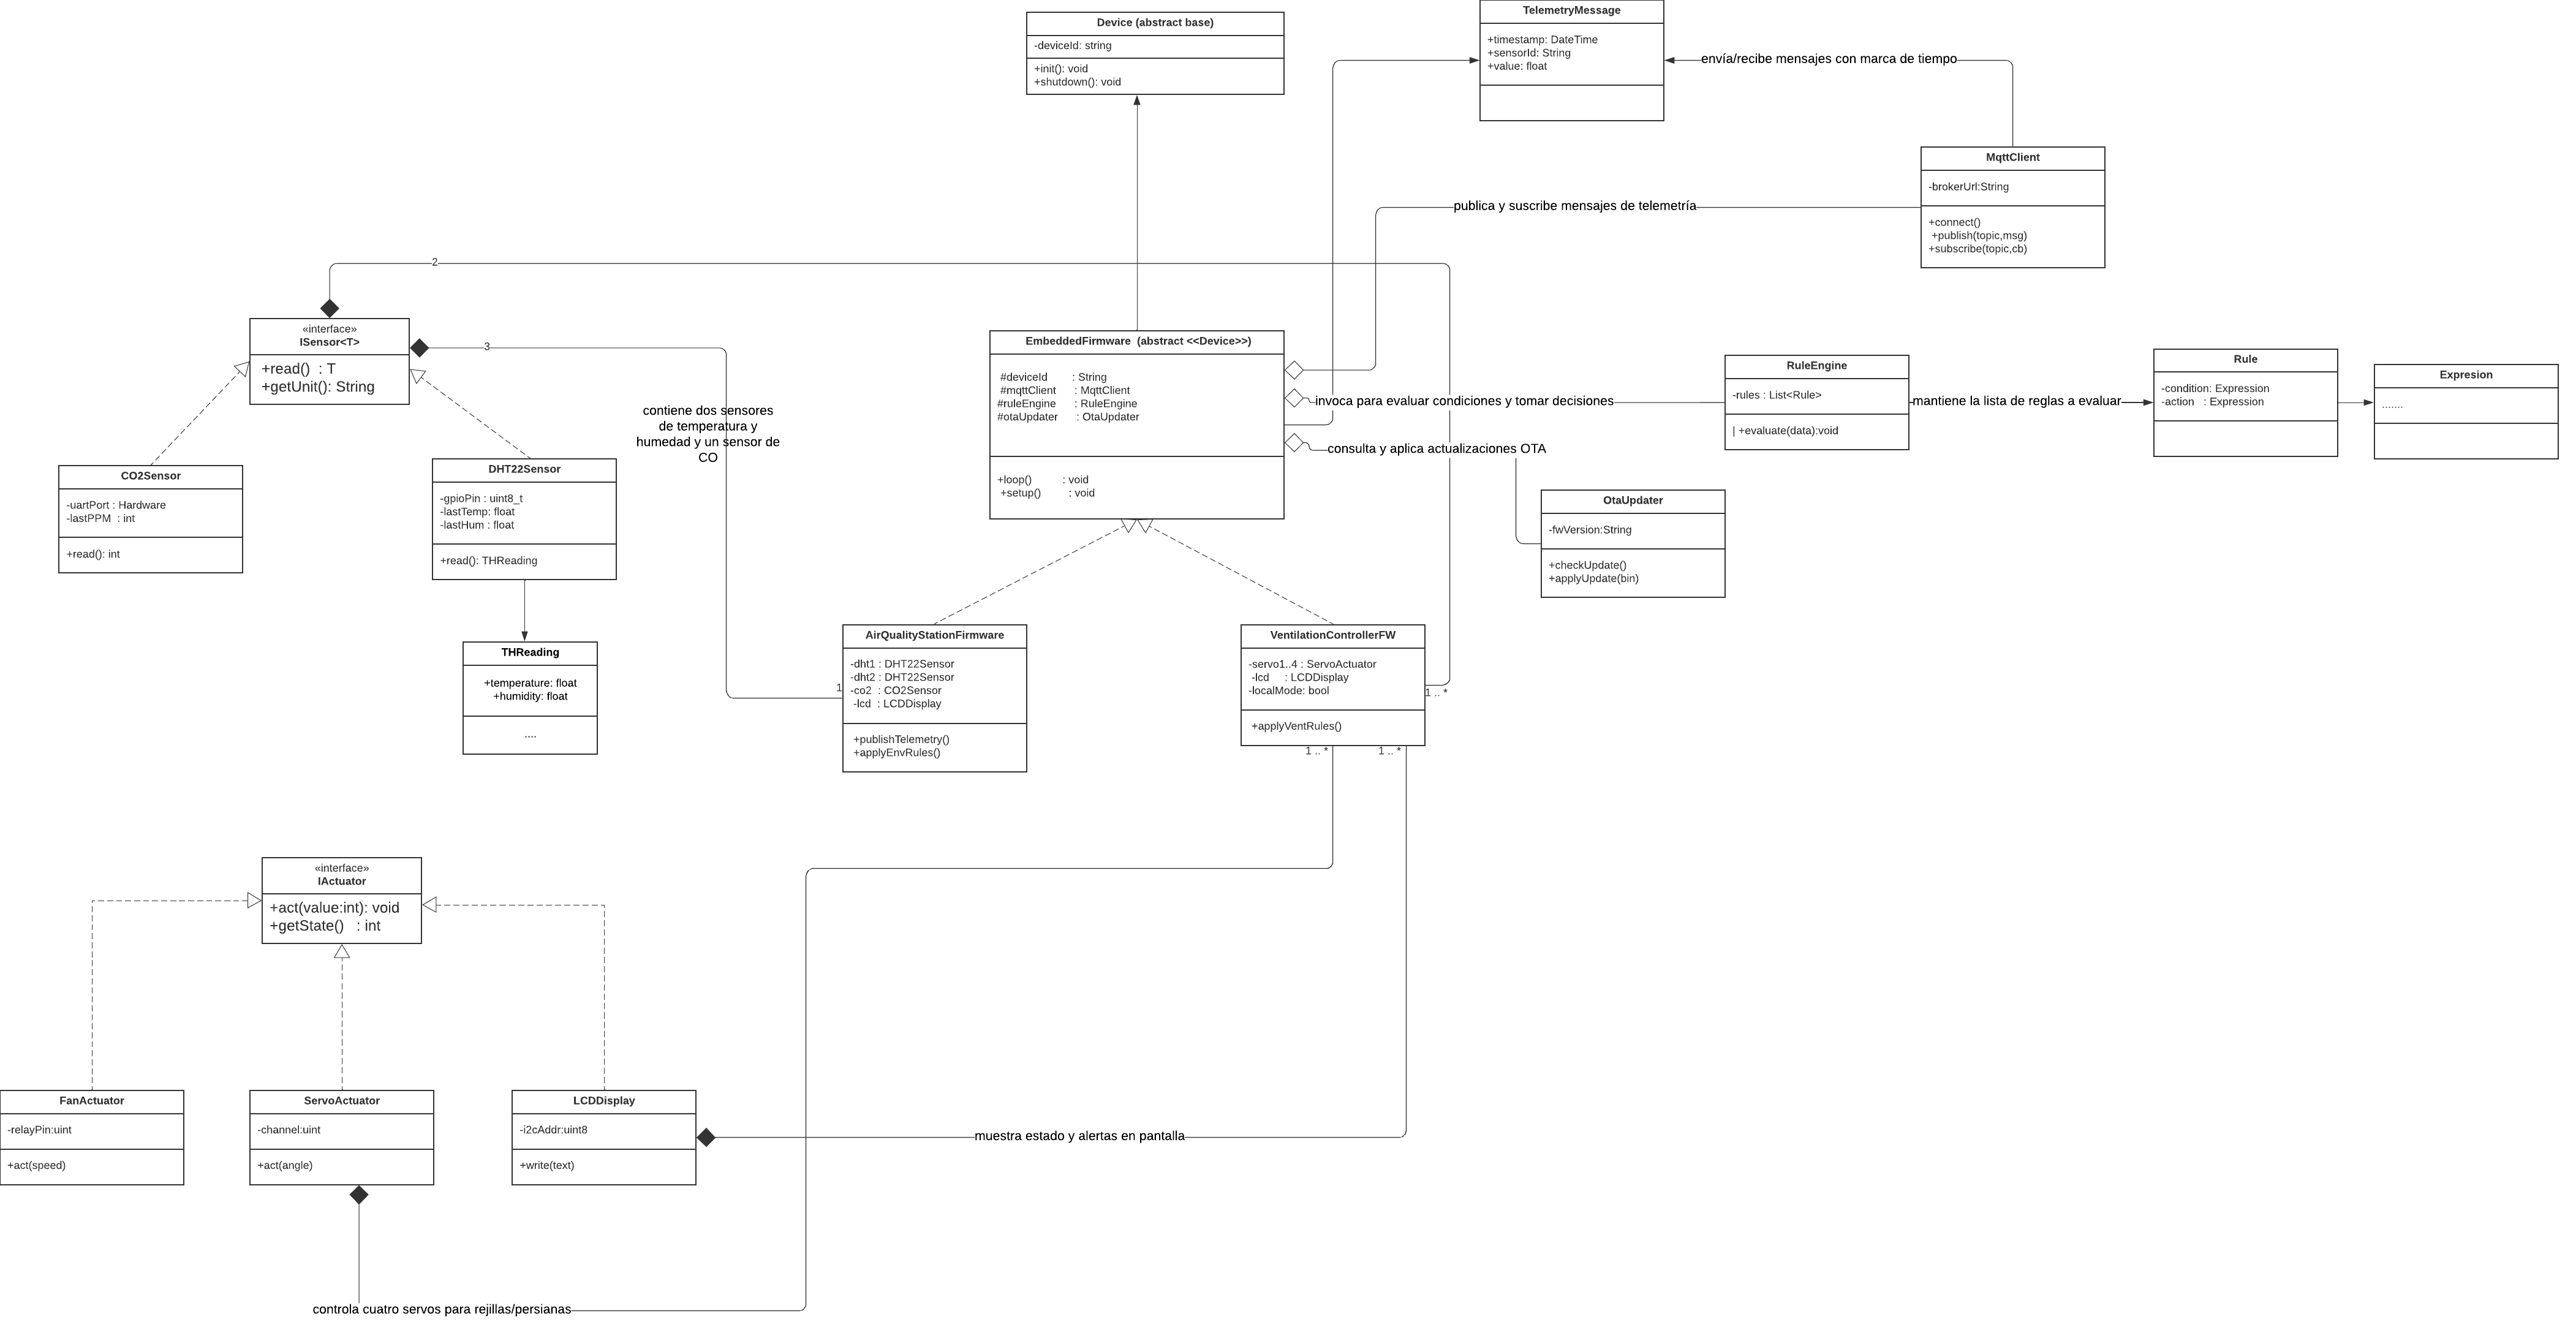 Device (abstract base)
-deviceId: string
+init(): void
+shutdown(): void
TelemetryMessage
+timestamp: DateTime
+sensorId: String
+value: float
envía/recibe mensajes con marca de tiempo
MqttClient
-brokerUrl:String
+connect()
+publish(topic,msg)
+subscribe(topic,cb)
publica y suscribe mensajes de telemetría
2
«interface»
ISensor<T>
+read()  : T
+getUnit(): String
3
contiene dos sensores
de temperatura y
humedad y un sensor de
CO
EmbeddedFirmware  (abstract <<Device>>)
#deviceId        : String
#mqttClient      : MqttClient
#ruleEngine      : RuleEngine
#otaUpdater      : OtaUpdater
+loop()          : void
+setup()         : void
invoca para evaluar condiciones y tomar decisiones
consulta y aplica actualizaciones OTA
RuleEngine
-rules : List<Rule>
| +evaluate(data):void
mantiene la lista de reglas a evaluar
Rule
-condition: Expression
-action   : Expression
Expresion
.......
OtaUpdater
-fwVersion:String
+checkUpdate()
+applyUpdate(bin)
CO2Sensor
-uartPort : Hardware
-lastPPM  : int
+read(): int
DHT22Sensor
-gpioPin : uint8_t
-lastTemp: float
-lastHum : float
+read(): THReading
THReading
+temperature: float
+humidity: float
....
1
AirQualityStationFirmware
-dht1 : DHT22Sensor
-dht2 : DHT22Sensor
-co2  : CO2Sensor
-lcd  : LCDDisplay
+publishTelemetry()
+applyEnvRules()
VentilationControllerFW
-servo1..4 : ServoActuator
-lcd     : LCDDisplay
-localMode: bool
+applyVentRules()
1 .. *
1 .. *
1 .. *
«interface»
IActuator
+act(value:int): void
+getState()   : int
FanActuator
-relayPin:uint
+act(speed)
ServoActuator
-channel:uint
+act(angle)
LCDDisplay
-i2cAddr:uint8
+write(text)
muestra estado y alertas en pantalla
controla cuatro servos para rejillas/persianas